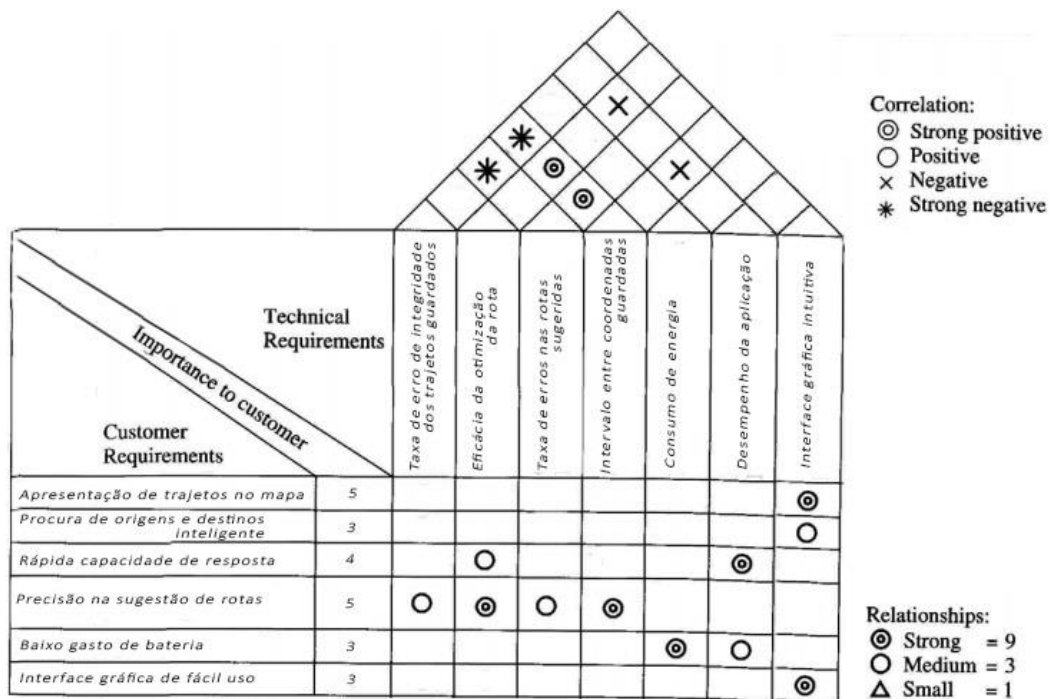 Correlation:
Strong positive
Positive
Negative
Strong negative
Technical
Requirements
Importance to customer
Customer
Requirements
Taxa de erro de integridade
dos trajetos guardados
Eficácia da otimização
da rota
Taxa de erros nas rotas
sugeridas
Intervalo entre coordenadas
guardadas
Consumo de energia
Desempenho da aplicação
Interface gráfica intuitiva
Apresentação de trajetos no mapa 5
Procura de origens e destinos
inteligente 3
Rápida capacidade de resposta 4
Precisão na sugestão de rotas 5
Baixo gasto de bateria 3
Interface gráfica de fácil uso 3
Relationships:
Strong = 9
Medium = 3
Small = 1